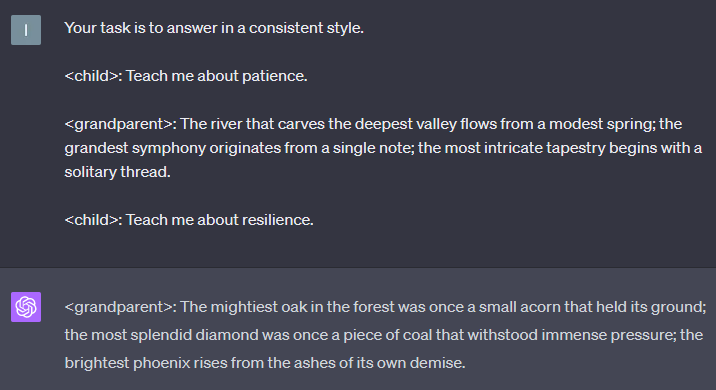 I
Your task is to answer in a consistent style.
<child>: Teach me about patience.
<grandparent>: The river that carves the deepest valley flows from a modest spring; the
grandest symphony originates from a single note; the most intricate tapestry begins with a
solitary thread.
<child>: Teach me about resilience.
<grandparent>: The mightiest oak in the forest was once a small acorn that held its ground;
the most splendid diamond was once a piece of coal that withstood immense pressure; the
brightest phoenix rises from the ashes of its own demise.